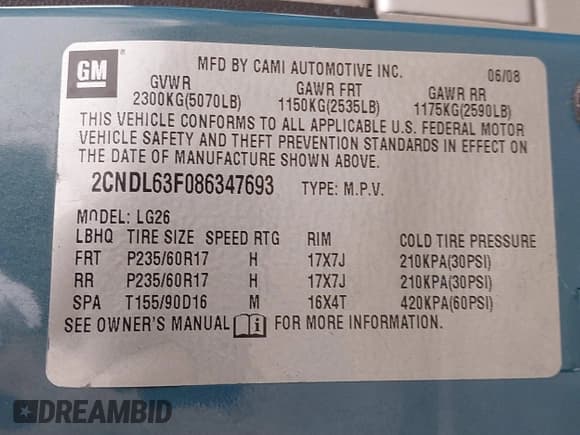 GM
MFD BY CAMI AUTOMOTIVE INC. 06/08
GVWR GAWR FRT GAWR RR
2300KG(5070LB) 1150KG(2535LB) 1175KG(2590LB)
THIS VEHICLE CONFORMS TO ALL APPLICABLE U.S. FEDERAL MOTOR
VEHICLE SAFETY AND THEFT PREVENTION STANDARDS IN EFFECT ON
THE DATE OF MANUFACTURE SHOWN ABOVE.
2CNDL63F086347693 TYPE: M.P.V.
MODEL: LG26
LBHQ TIRE SIZE SPEED RTG RIM COLD TIRE PRESSURE
FRT P235/60R17 H 17X7J 210KPA(30PSI)
RR P235/60R17 H 17X7J 210KPA(30PSI)
SPA T155/90D16 M 16X4T 420KPA(60PSI)
SEE OWNER'S MANUAL i FOR MORE INFORMATION.
DREAMBID